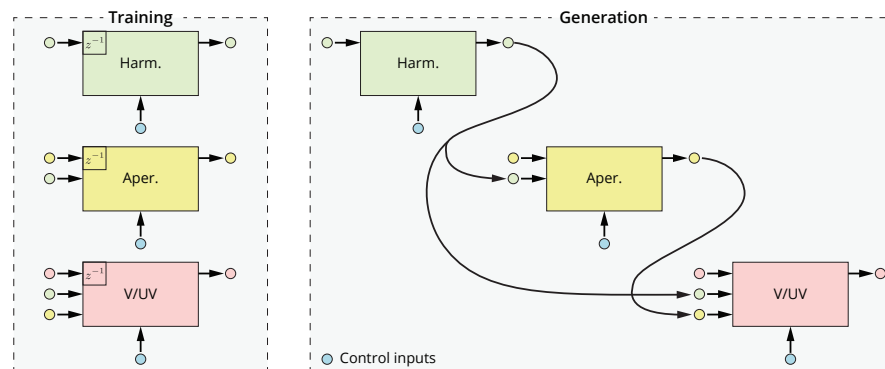 Training
Generation
z⁻¹
Harm.
Harm.
z⁻¹
Aper.
Aper.
z⁻¹
V/UV
V/UV
Control inputs